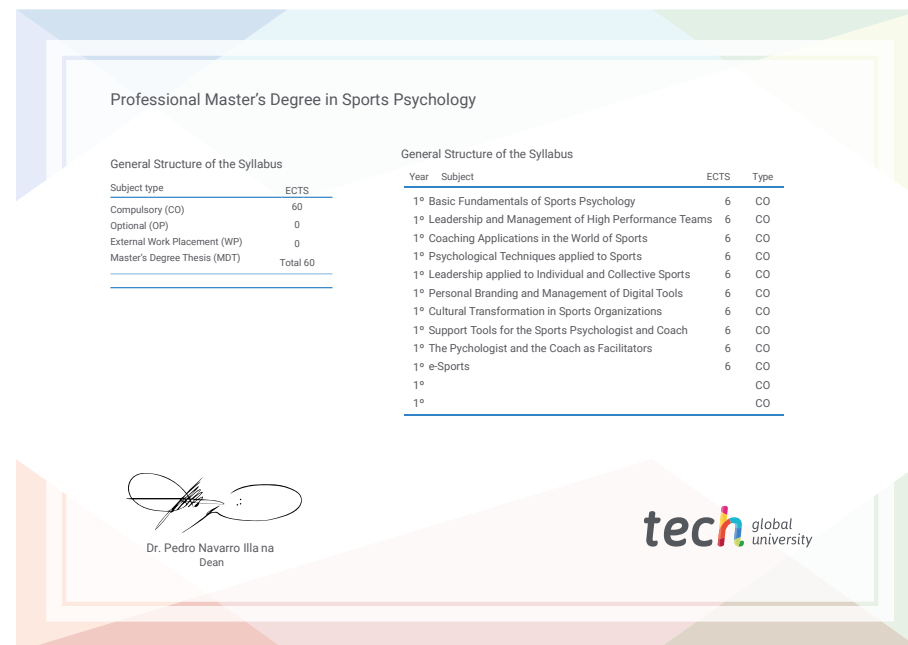 Professional Master's Degree in Sports Psychology
General Structure of the Syllabus
Subject type ECTS
Compulsory (CO) 60
Optional (OP) 0
External Work Placement (WP) 0
Master's Degree Thesis (MDT)
Total 60
General Structure of the Syllabus
Year Subject ECTS Type
1º Basic Fundamentals of Sports Psychology 6 CO
1º Leadership and Management of High Performance Teams 6 CO
1º Coaching Applications in the World of Sports 6 CO
1º Psychological Techniques applied to Sports 6 CO
1º Leadership applied to Individual and Collective Sports 6 CO
1º Personal Branding and Management of Digital Tools 6 CO
1º Cultural Transformation in Sports Organizations 6 CO
1º Support Tools for the Sports Psychologist and Coach 6 CO
1º The Pychologist and the Coach as Facilitators 6 CO
1º e-Sports 6 CO
1º CO
1º CO
Dr. Pedro Navarro Illa na
Dean
tech global
university